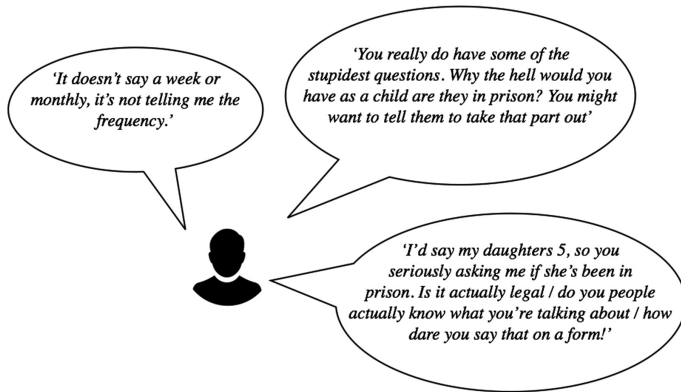 ‘It doesn’t say a week or
monthly, it’s not telling me the
frequency.’
‘You really do have some of the
stupidest questions. Why the hell would you
have as a child are they in prison? You might
want to tell them to take that part out’
‘I’d say my daughters 5, so you
seriously asking me if she’s been in
prison. Is it actually legal / do you people
actually know what you’re talking about / how
dare you say that on a form!’